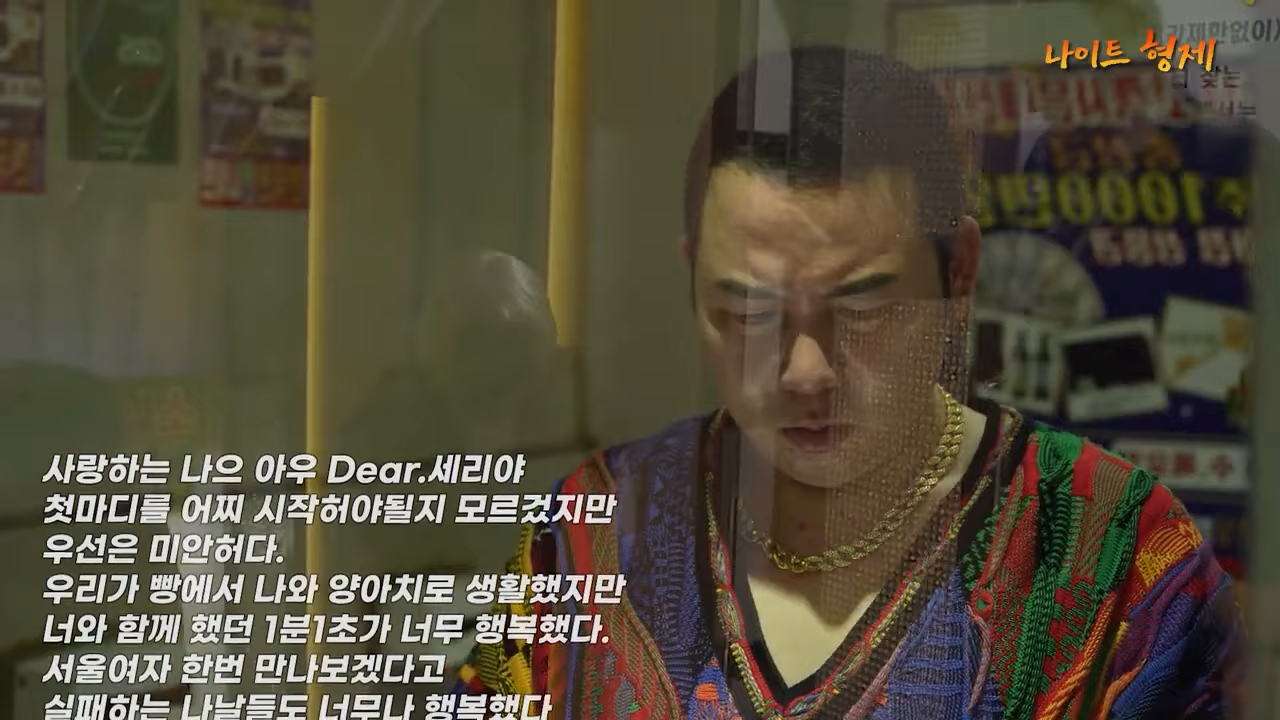 나이트 형제
사랑하는 나으 아우 Dear.세리야
첫마디를 어찌 시작허야될지 모르겄지만
우선은 미안허다.
우리가 빵에서 나와 양아치로 생활했지만
너와 함께 했던 1분1초가 너무 행복했다.
서울여자 한번 만나보겠다고
실패하는 나날들도 너무나 행복했다